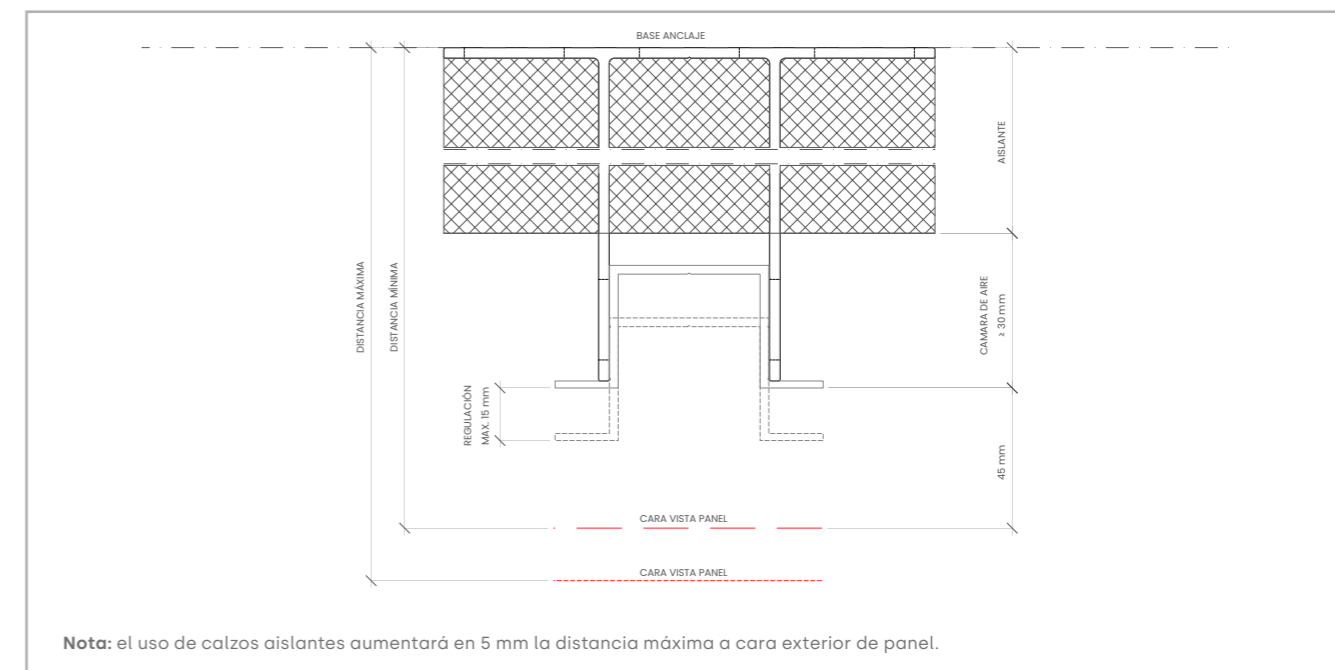 BASE ANCLAJE
AISLANTE
DISTANCIA MÁXIMA
DISTANCIA MÍNIMA
CAMARA DE AIRE
≥ 30 mm
REGULACIÓN
MAX. 15 mm
45 mm
CARA VISTA PANEL
CARA VISTA PANEL
Nota: el uso de calzos aislantes aumentará en 5 mm la distancia máxima a cara exterior de panel.